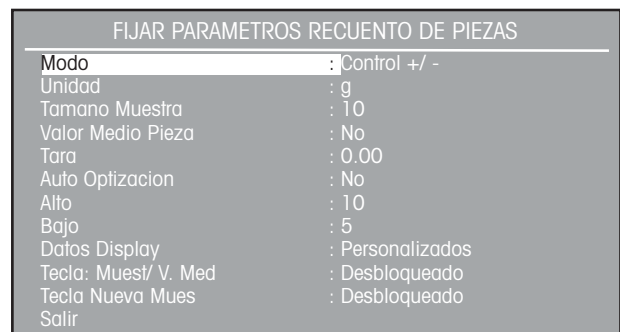 FIJAR PARAMETROS RECUENTO DE PIEZAS
Modo : Control +/ -
Unidad : g
Tamano Muestra : 10
Valor Medio Pieza : No
Tara : 0.00
Auto Optizacion : No
Alto : 10
Bajo : 5
Datos Display : Personalizados
Tecla: Muest/ V. Med : Desbloqueado
Tecla Nueva Mues : Desbloqueado
Salir